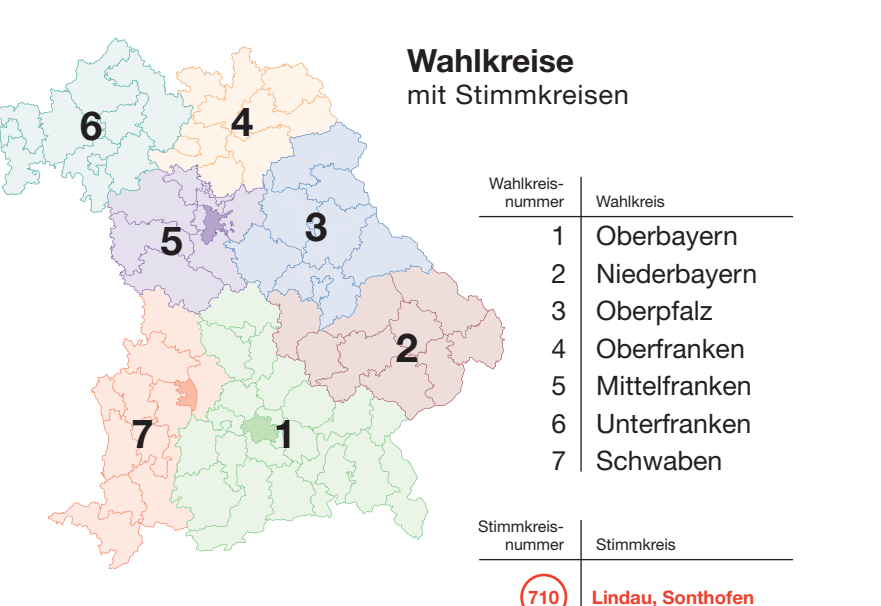 Wahlkreise
mit Stimmkreisen
6
4
5
3
2
7
1
Wahlkreis-
nummer Wahlkreis
1 Oberbayern
2 Niederbayern
3 Oberpfalz
4 Oberfranken
5 Mittelfranken
6 Unterfranken
7 Schwaben
Stimmkreis-
nummer Stimmkreis
710 Lindau, Sonthofen